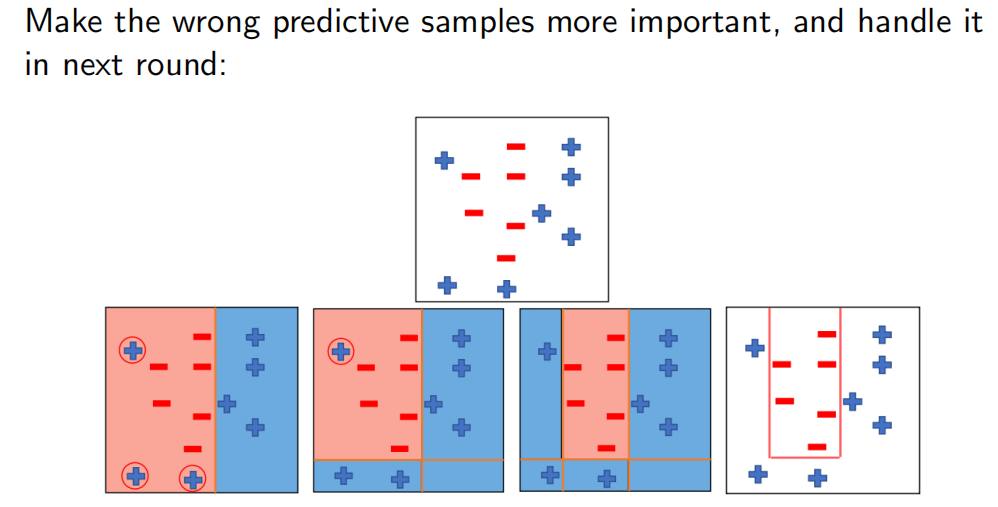 Make the wrong predictive samples more important, and handle it
in next round: